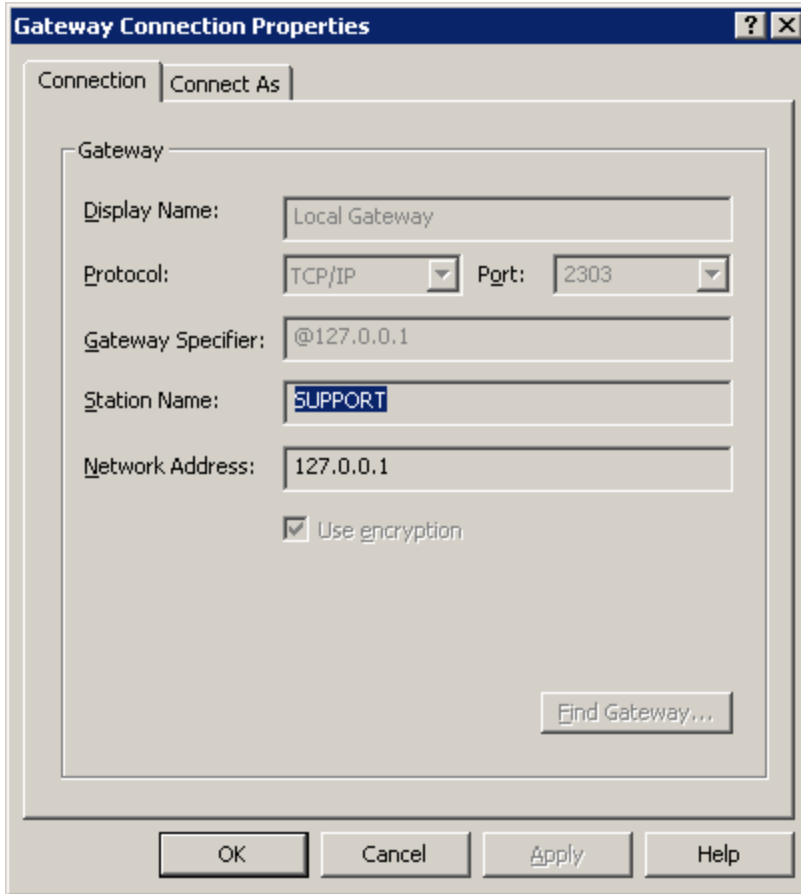 Gateway Connection Properties
Connection Connect As
Gateway
Display Name: Local Gateway
Protocol: TCP/IP Port: 2303
Gateway Specifier: @127.0.0.1
Station Name: SUPPORT
Network Address: 127.0.0.1
Use encryption
Find Gateway...
OK Cancel Apply Help